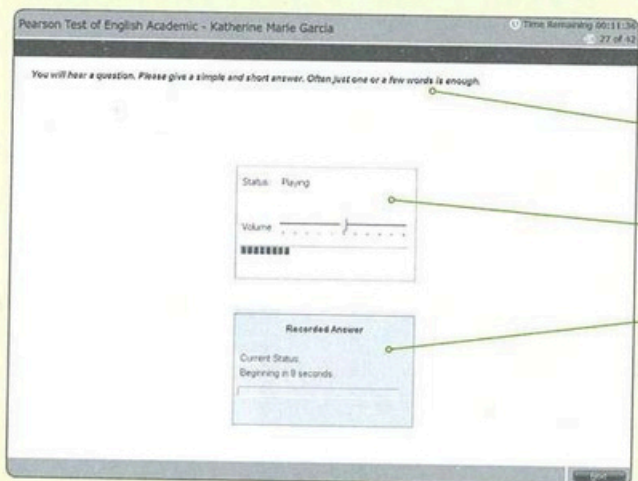 Pearson Test of English Academic - Katherine Marie Garcia
Time Remaining 00:11:36
27 of 42
You will hear a question. Please give a simple and short answer. Often just one or a few words is enough.
Status: Playing
Volume
Recorded Answer
Current Status:
Beginning in 8 seconds.
Next